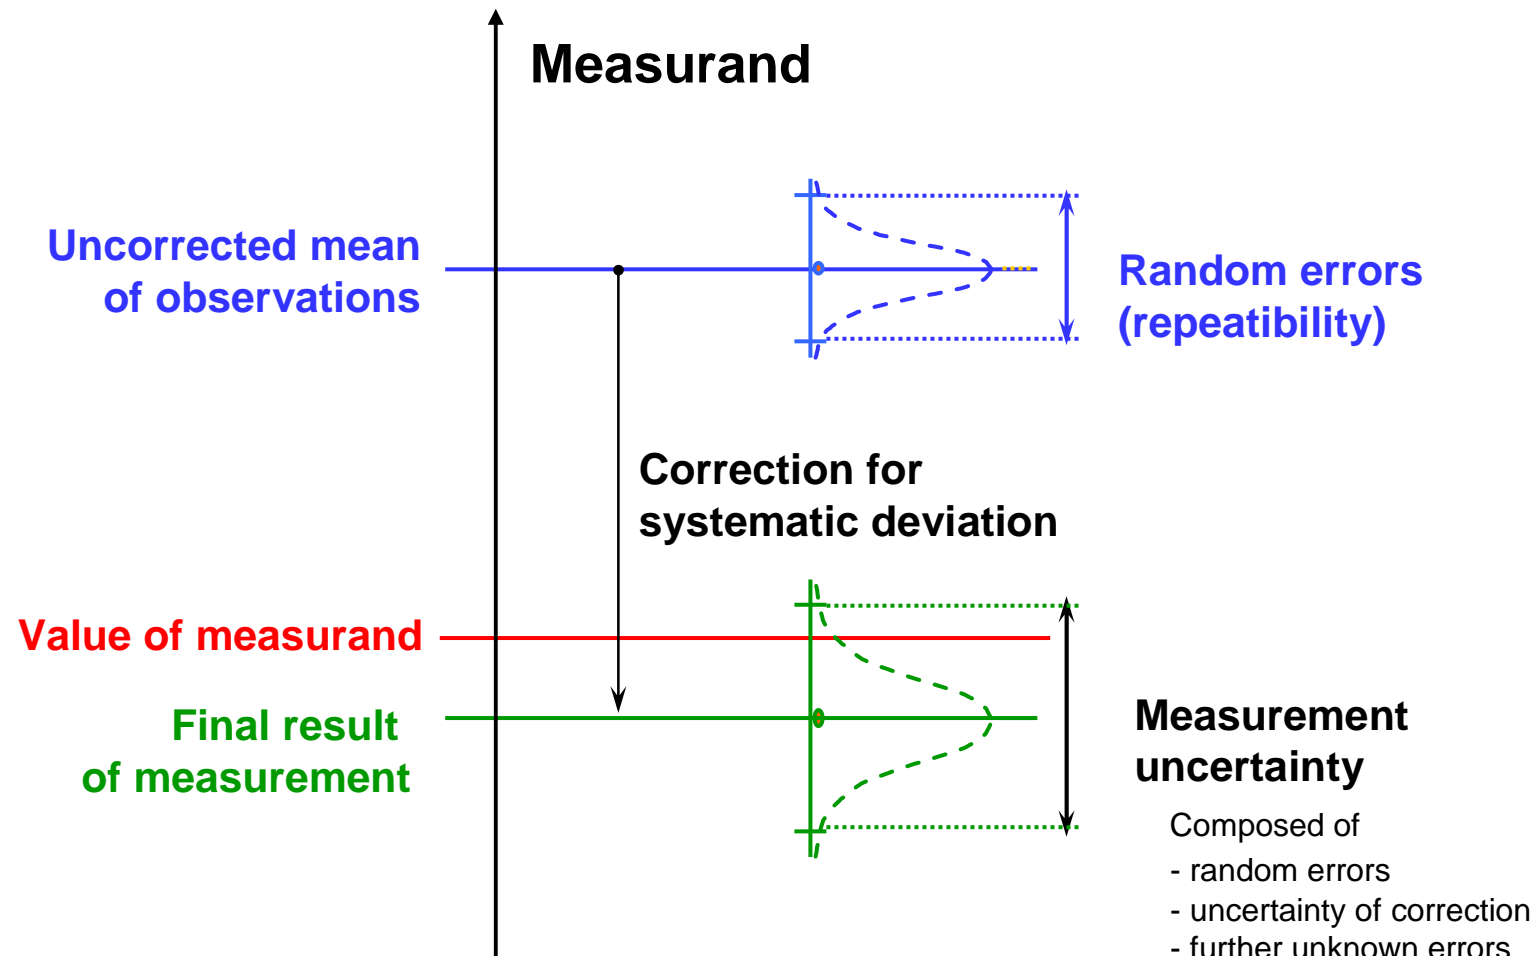 Measurand
Uncorrected mean
of observations
Random errors
(repeatibility)
Correction for
systematic deviation
Value of measurand
Final result
of measurement
Measurement
uncertainty
Composed of
- random errors
- uncertainty of correction
- further unknown errors